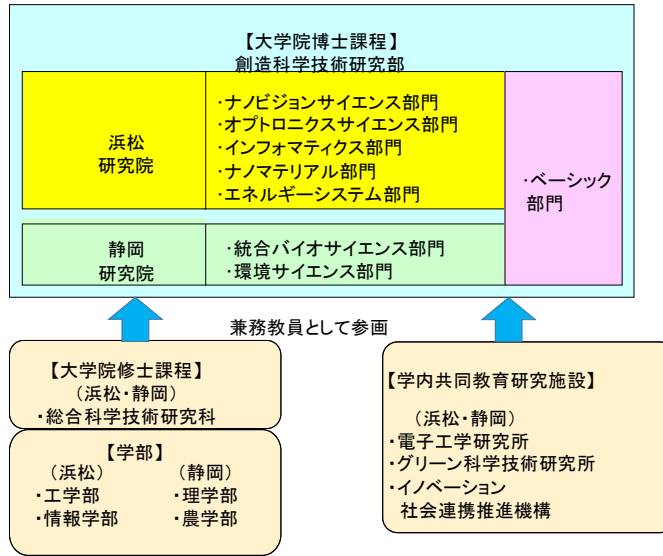 【大学院博士課程】
創造科学技術研究部
浜松
研究院
・ナノビジョンサイエンス部門
・オプトロニクスサイエンス部門
・インフォマティクス部門
・ナノマテリアル部門
・エネルギーシステム部門
静岡
研究院
・統合バイオサイエンス部門
・環境サイエンス部門
・ベーシック
部門
兼務教員として参画
【大学院修士課程】
（浜松・静岡）
・総合科学技術研究科
【学部】
（浜松）
・工学部
・情報学部
（静岡）
・理学部
・農学部
【学内共同教育研究施設】
（浜松・静岡）
・電子工学研究所
・グリーン科学技術研究所
・イノベーション
社会連携推進機構